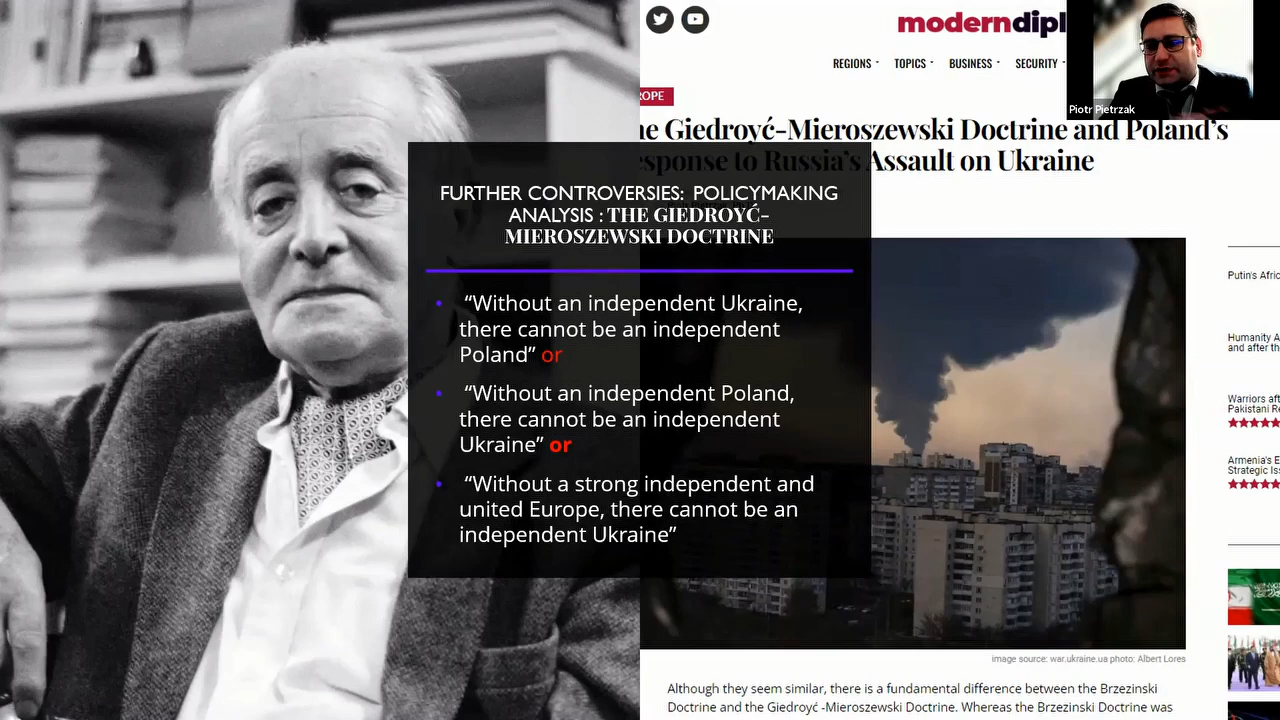 moderndipl
REGIONS
TOPICS
BUSINESS
SECURITY
Piotr Pietrzak
ROPE
he Giedroyć-Mieroszewski Doctrine and Poland's
esponse to Russia's Assault on Ukraine
FURTHER CONTROVERSIES: POLICYMAKING
ANALYSIS : THE GIEDROYĆ-
MIEROSZEWSKI DOCTRINE
• “Without an independent Ukraine,
there cannot be an independent
Poland” or
• “Without an independent Poland,
there cannot be an independent
Ukraine” or
• “Without a strong independent and
united Europe, there cannot be an
independent Ukraine”
Putin's Afric
Humanity A
and after th
Warriors aft
Pakistani Re
Armenia's E
Strategic Iss
image source: war.ukraine.ua photo: Albert Lores
Although they seem similar, there is a fundamental difference between the Brzezinski
Doctrine and the Giedroyć -Mieroszewski Doctrine. Whereas the Brzezinski Doctrine was